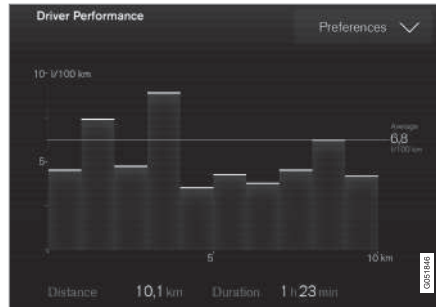 Driver Performance
Preferences
10 l/100 km
Average
6,8
l/100 km
5
5
10 km
Distance 10,1 km Duration 1 h 23 min
G051846